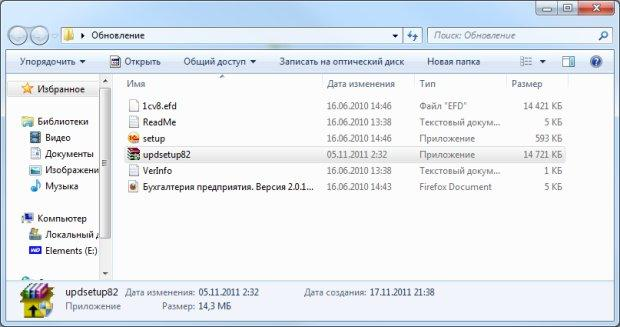 Обновление
Поиск: Обновление
Упорядочить Открыть Общий доступ Записать на оптический диск Новая папка
Избранное
Библиотеки
Видео
Документы
Изображени
Музыка
Компьютер
Локальный д
Elements (E:)
Имя Дата изменения Тип Размер
1cv8.efd 16.06.2010 14:46 Файл "EFD" 14 421 КБ
ReadMe 16.06.2010 13:38 Текстовый докум... 5 КБ
setup 16.06.2010 14:46 Приложение 593 КБ
updsetup82 05.11.2011 2:32 Приложение 14 721 КБ
VerInfo 16.06.2010 13:38 Текстовый докум... 1 КБ
Бухгалтерия предприятия. Версия 2.0.1... 16.06.2010 14:43 Firefox Document 5 КБ
updsetup82 Дата изменения: 05.11.2011 2:32 Дата создания: 17.11.2011 21:38
Приложение Размер: 14,3 МБ